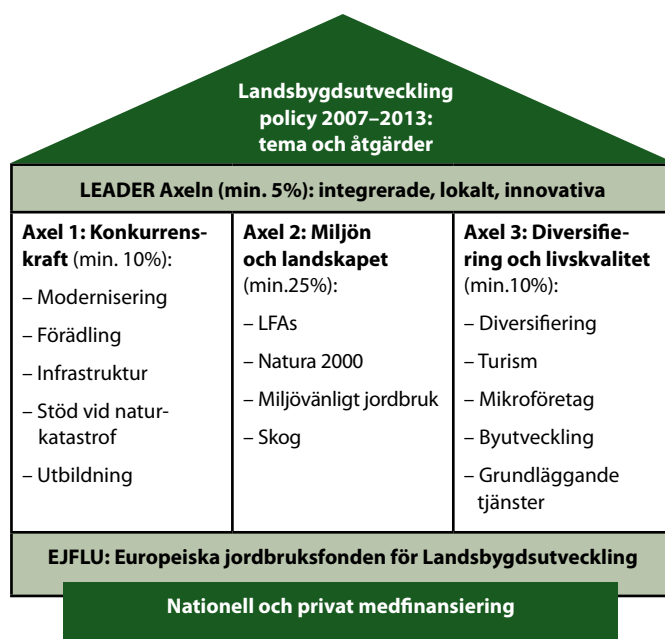 Landsbygdsutveckling
policy 2007–2013:
tema och åtgärder
LEADER Axeln (min. 5%): integrerade, lokalt, innovativa
Axel 1: Konkurrens-
kraft (min. 10%):
– Modernisering
– Förädling
– Infrastruktur
– Stöd vid natur-
katastrof
– Utbildning
Axel 2: Miljön
och landskapet
(min.25%):
– LFAs
– Natura 2000
– Miljövänligt jordbruk
– Skog
Axel 3: Diversifie-
ring och livskvalitet
(min.10%):
– Diversifiering
– Turism
– Mikroföretag
– Byutveckling
– Grundläggande
tjänster
EJFLU: Europeiska jordbruksfonden för Landsbygdsutveckling
Nationell och privat medfinansiering